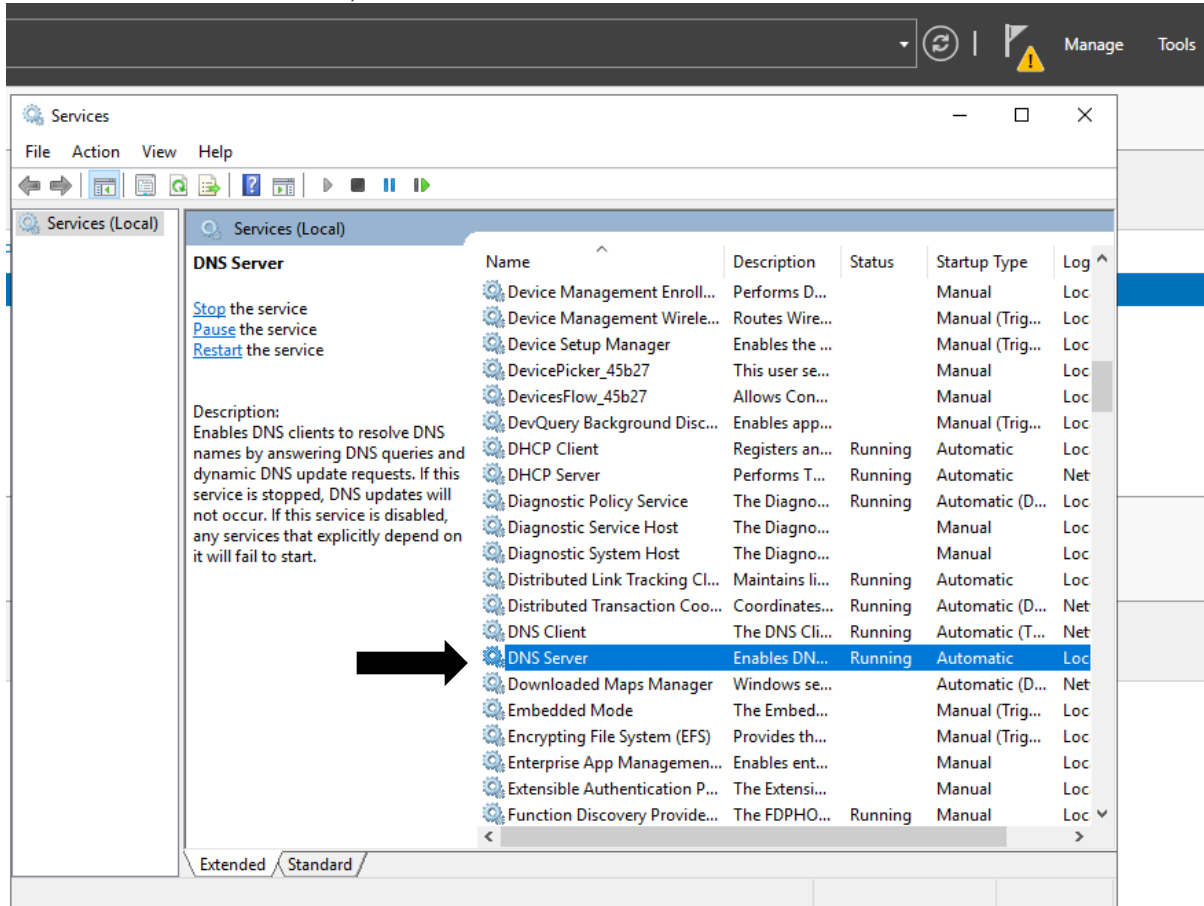 Manage Tools
Services
File Action View Help
Services (Local)
Services (Local)
DNS Server
Stop the service
Pause the service
Restart the service
Description:
Enables DNS clients to resolve DNS
names by answering DNS queries and
dynamic DNS update requests. If this
service is stopped, DNS updates will
not occur. If this service is disabled,
any services that explicitly depend on
it will fail to start.
Name Description Status Startup Type Log
Device Management Enroll... Performs D... Manual Loc
Device Management Wirele... Routes Wire... Manual (Trig... Loc
Device Setup Manager Enables the ... Manual (Trig... Loc
DevicePicker_45b27 This user se... Manual Loc
DevicesFlow_45b27 Allows Con... Manual Loc
DevQuery Background Disc... Enables app... Manual (Trig... Loc
DHCP Client Registers an... Running Automatic Loc
DHCP Server Performs T... Running Automatic Net
Diagnostic Policy Service The Diagno... Running Automatic (D... Loc
Diagnostic Service Host The Diagno... Manual Loc
Diagnostic System Host The Diagno... Manual Loc
Distributed Link Tracking Cl... Maintains li... Running Automatic Loc
Distributed Transaction Coo... Coordinates... Running Automatic (D... Net
DNS Client The DNS Cli... Running Automatic (T... Net
DNS Server Enables DN... Running Automatic Loc
Downloaded Maps Manager Windows se... Automatic (D... Net
Embedded Mode The Embed... Manual (Trig... Loc
Encrypting File System (EFS) Provides th... Manual (Trig... Loc
Enterprise App Managemen... Enables ent... Manual Loc
Extensible Authentication P... The Extensi... Manual Loc
Function Discovery Provide... The FDPHO... Running Manual Loc
Extended Standard